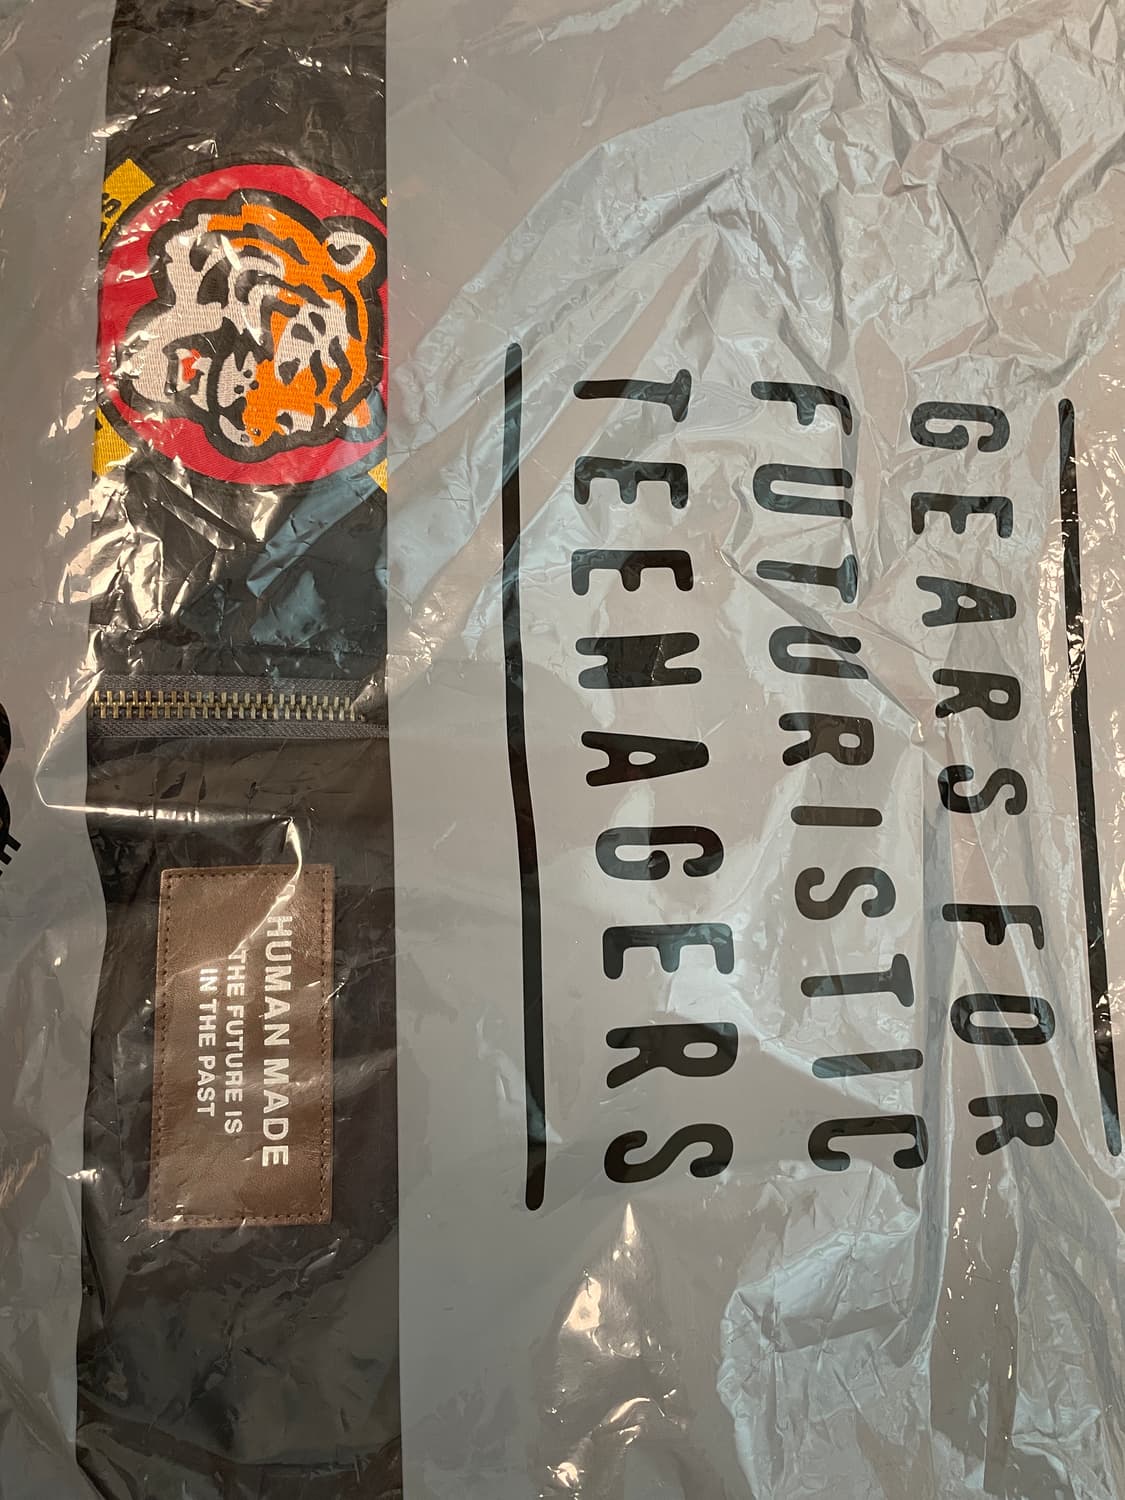 GEARS FOR
FUTURISTIC
TEENAGERS
HUMAN MADE
THE FUTURE IS
IN THE PAST